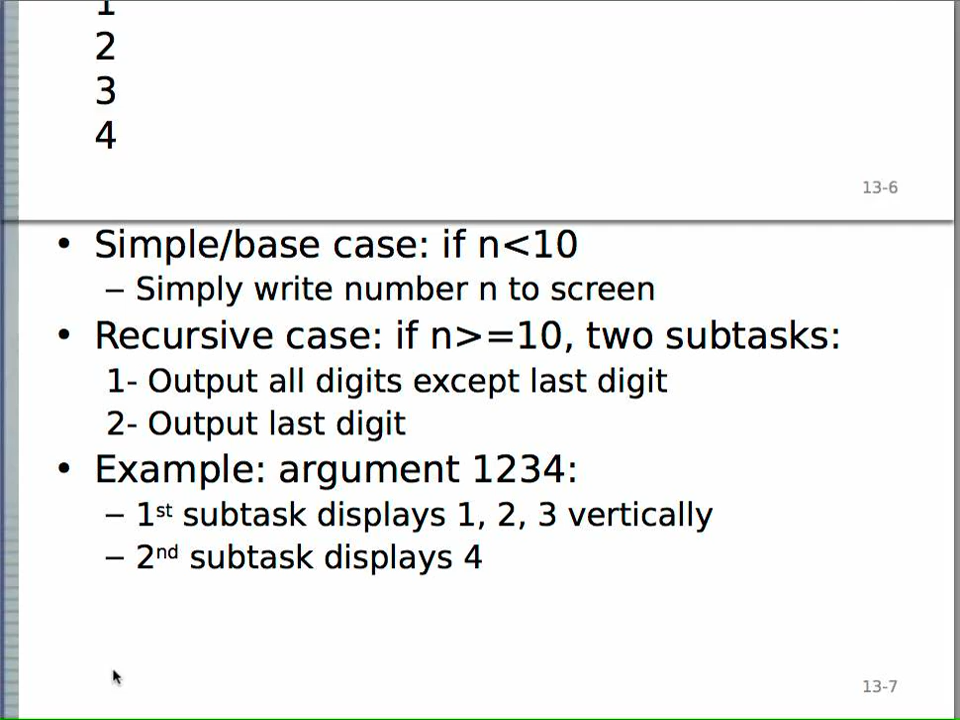 1
2
3
4
13-6
• Simple/base case: if n<10
– Simply write number n to screen
• Recursive case: if n>=10, two subtasks:
1- Output all digits except last digit
2- Output last digit
• Example: argument 1234:
– 1st subtask displays 1, 2, 3 vertically
– 2nd subtask displays 4
13-7